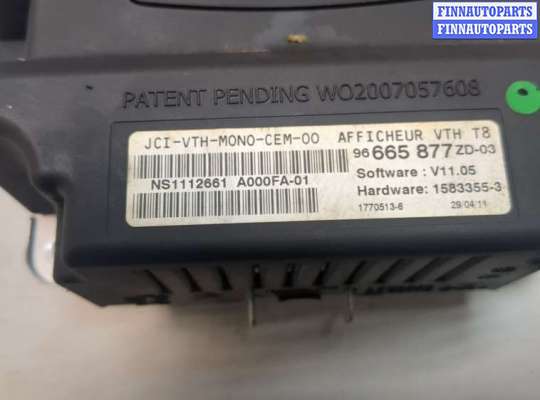 FINNAUTOPARTS
FINNAUTOPARTS
PATENT PENDING WO2007057608
JCI-VTH-MONO-CEM-00 AFFICHEUR VTH T8
96 665 877 ZD-03
NS1112661 A000FA-01
Software : V11.05
Hardware: 1583355-3
1770513-6 29/04/11